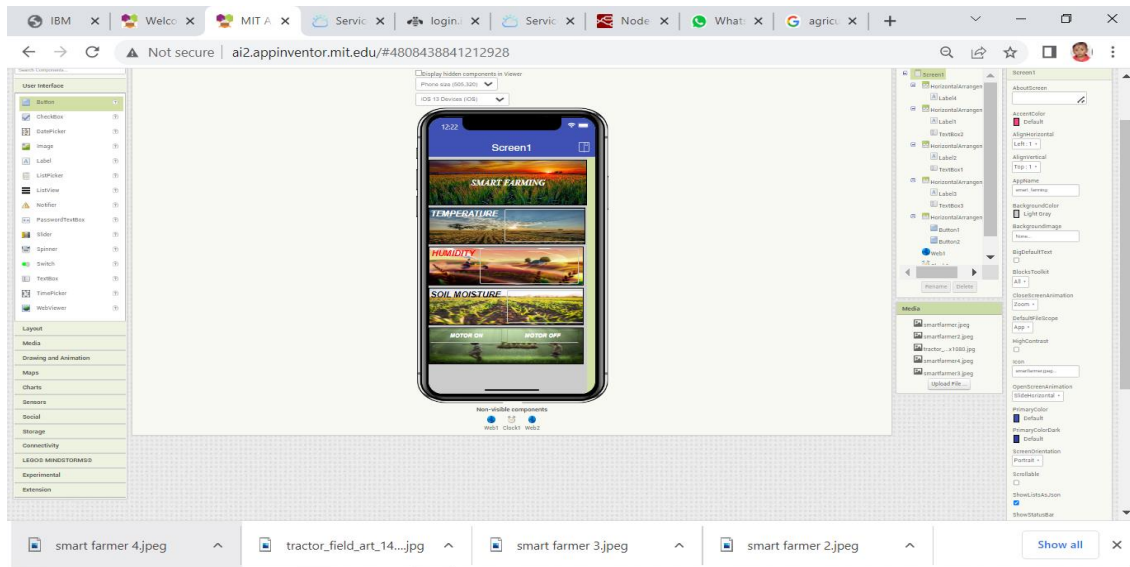 IBM
Welco
MIT A
Servic
login.
Servic
Node
What
agricu
Not secure | ai2.appinventor.mit.edu/#4808438841212928
Search Components...
User Interface
Button
CheckBox
DatePicker
Image
Label
ListPicker
ListView
Notifier
PasswordTextBox
Slider
Spinner
Switch
TextBox
TimePicker
WebViewer
Layout
Media
Drawing and Animation
Maps
Charts
Sensors
Social
Storage
Connectivity
LEGO® MINDSTORMS®
Experimental
Extension
Display hidden components in Viewer
Phone size (505,320)
iOS 13 Devices (iOS)
12:22
Screen1
SMART FARMING
TEMPERATURE
HUMIDITY
SOIL MOISTURE
MOTOR ON MOTOR OFF
Non-visible components
Web1 Clock1 Web2
Screen1
HorizontalArrangen
Label4
HorizontalArrangen
Label1
TextBox2
HorizontalArrangen
Label2
TextBox1
HorizontalArrangen
Label3
TextBox3
HorizontalArrangen
Button1
Button2
Web1
Rename Delete
Media
smartfarmer.jpeg
smartfarmer2.jpeg
tractor_...x1080.jpg
smartfarmer4.jpeg
smartfarmer3.jpeg
Upload File ...
Screen1
AboutScreen
AccentColor
Default
AlignHorizontal
Left : 1
AlignVertical
Top : 1
AppName
smart_farming
BackgroundColor
Light Gray
BackgroundImage
None...
BigDefaultText
BlocksToolkit
All
CloseScreenAnimation
Zoom
DefaultFileScope
App
HighContrast
Icon
smartfarmer.jpeg...
OpenScreenAnimation
SlideHorizontal
PrimaryColor
Default
PrimaryColorDark
Default
ScreenOrientation
Portrait
Scrollable
ShowListsAsJson
ShowStatusBar
smart farmer 4.jpeg
tractor_field_art_14....jpg
smart farmer 3.jpeg
smart farmer 2.jpeg
Show all